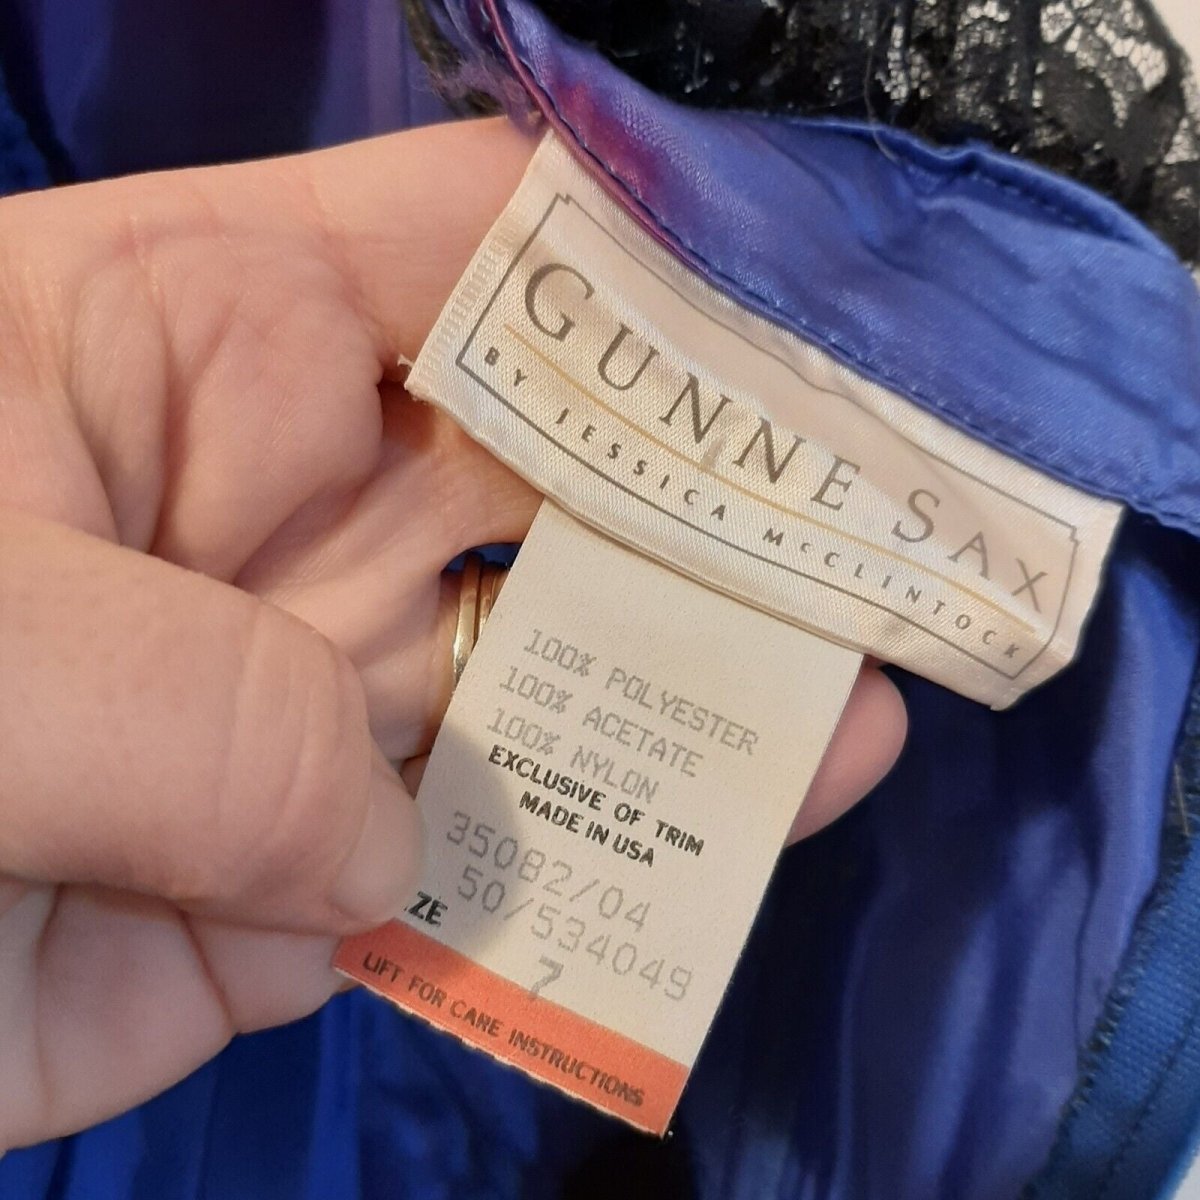 GUNNE SAX
BY JESSICA McCLINTOCK
100% POLYESTER
100% ACETATE
100% NYLON
EXCLUSIVE OF TRIM
MADE IN USA
35082/04
50/534049
ZE 7
LIFT FOR CARE INSTRUCTIONS